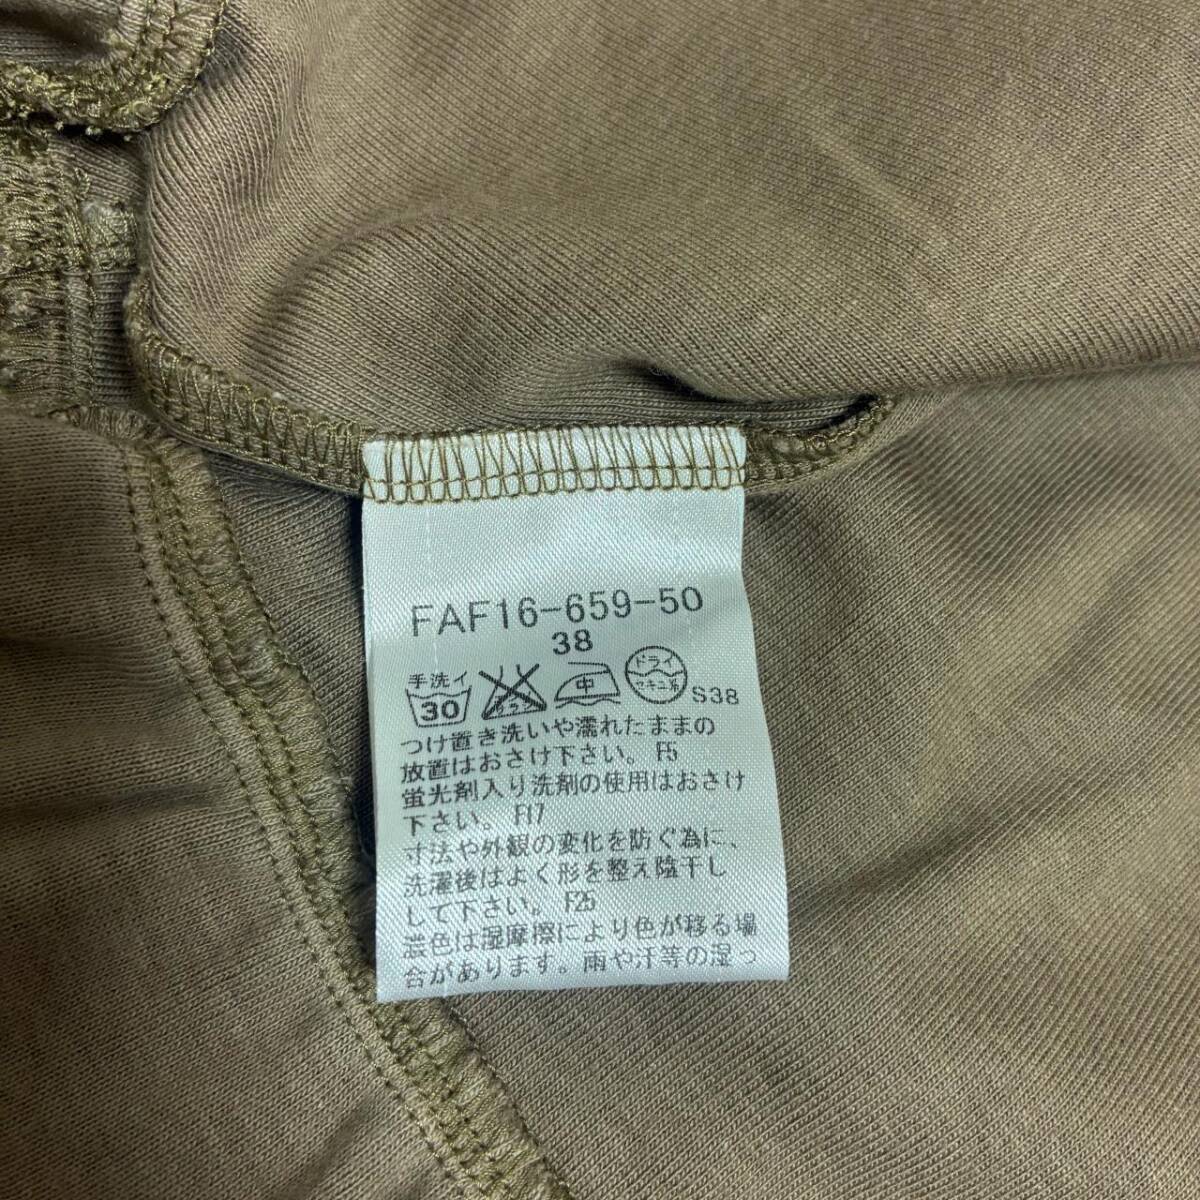 FAF16-659-50
38
手洗イ
30
中
ドライ
S38
つけ置き洗いや濡れたままの
放置はおさけ下さい。 F5
蛍光剤入り洗剤の使用はおさけ
下さい。 F17
寸法や外観の変化を防ぐ為に、
洗濯後はよく形を整え陰干し
して下さい。 F25
濃色は湿摩擦により色が移る場
合があります。雨や汗等の湿っ